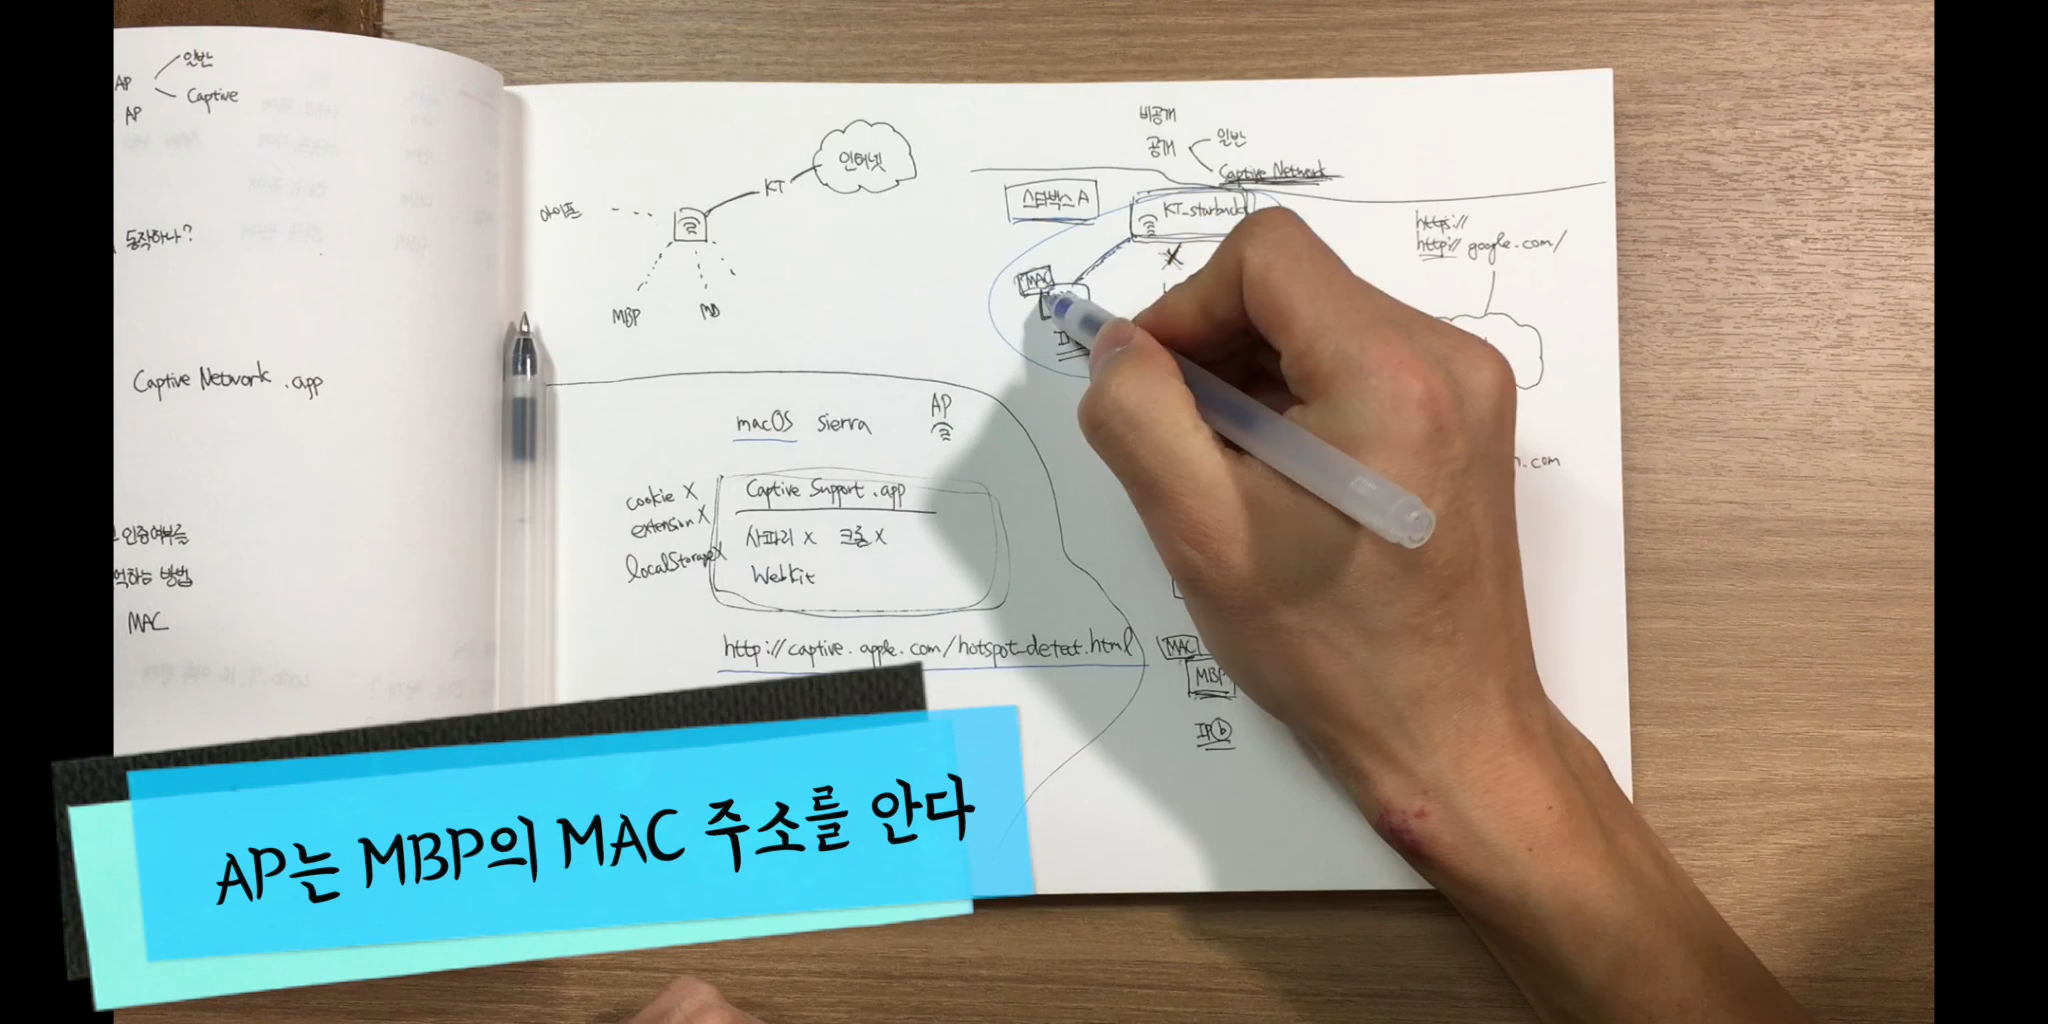 일반
AP
Captive
AP
동작하나?
Captive Network .app
인증여부를
하는 방법
MAC
인터넷
KT
아이폰
MBP
비공개
공개
일반
Captive Network
스타벅스 A
KT_starbucks
MAC
X
https://
http:// google.com/
macOS sierra
AP
cookie X
extension X
localStorage X
Captive Support .app
사파리 x 크롬 x
WebKit
http://captive.apple.com/hotspot_detect.html
.com
MAC
MBP
IP b
AP는 MBP의 MAC 주소를 안다